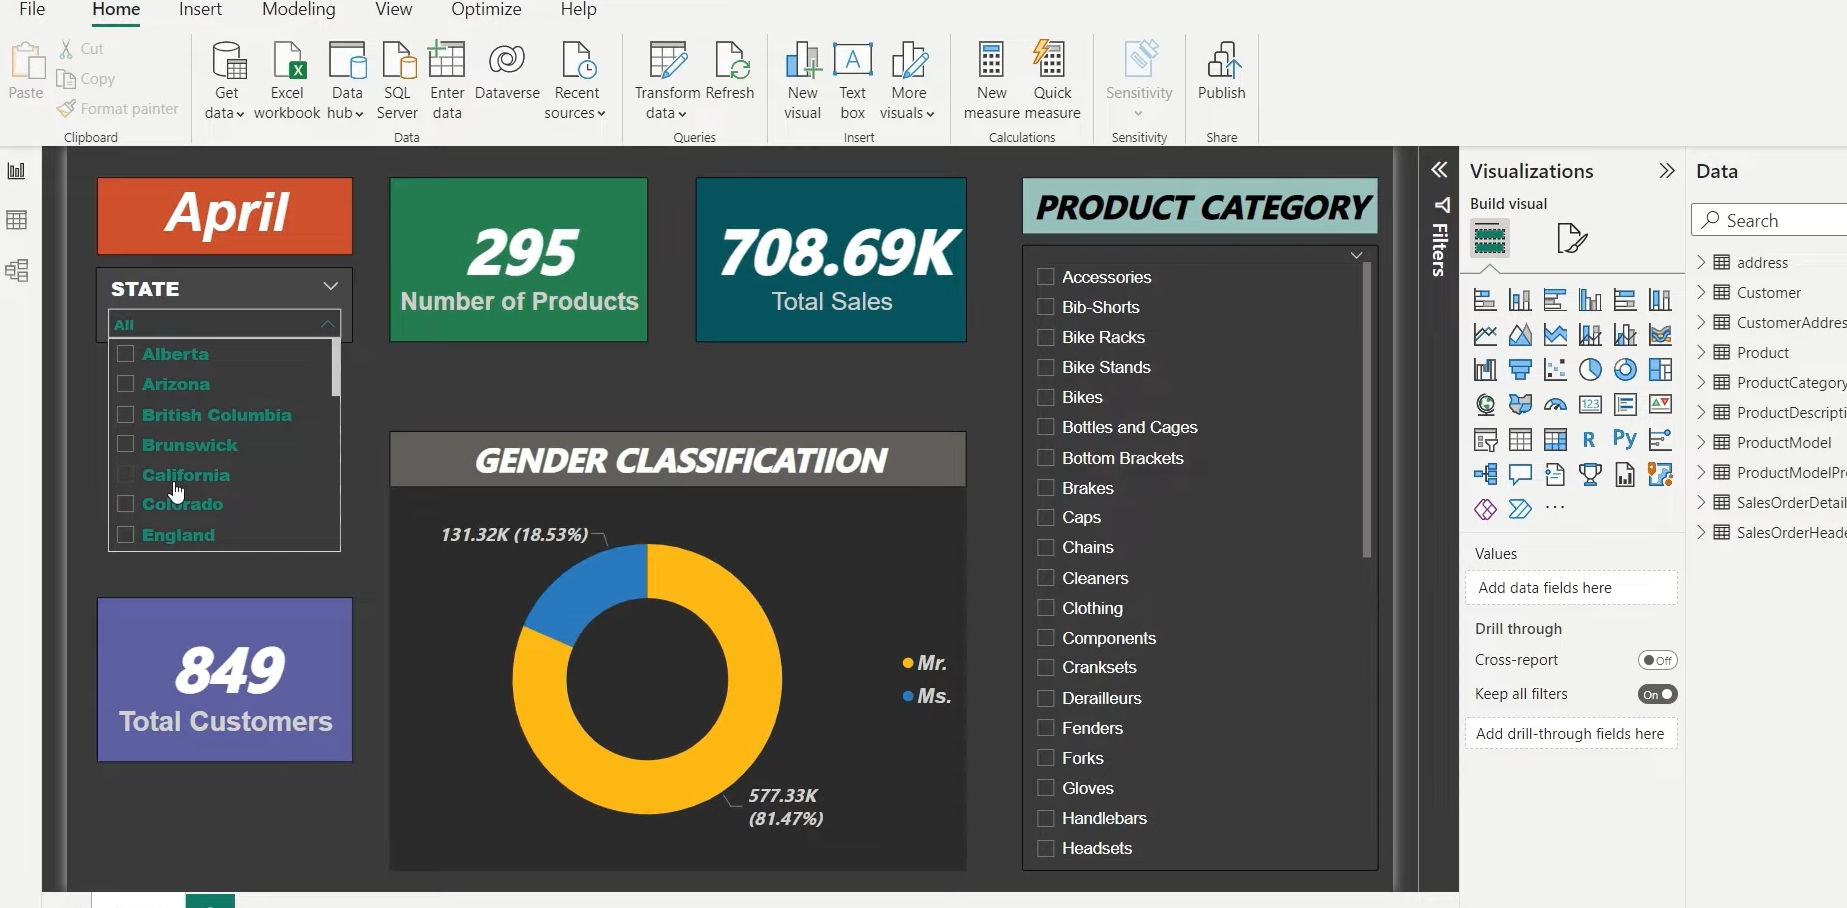 File Home Insert Modeling View Optimize Help
Paste
Cut
Copy
Format painter
Clipboard
Get data
Excel workbook
Data hub
SQL Server
Enter data
Dataverse
Recent sources
Data
Transform data
Refresh
Queries
New visual
Text box
More visuals
Insert
New measure
Quick measure
Calculations
Sensitivity
Sensitivity
Publish
Share
April
STATE
All
Alberta
Arizona
British Columbia
Brunswick
California
Colorado
England
849
Total Customers
295
Number of Products
708.69K
Total Sales
GENDER CLASSIFICATIION
131.32K (18.53%)
577.33K
(81.47%)
Mr.
Ms.
PRODUCT CATEGORY
Accessories
Bib-Shorts
Bike Racks
Bike Stands
Bikes
Bottles and Cages
Bottom Brackets
Brakes
Caps
Chains
Cleaners
Clothing
Components
Cranksets
Derailleurs
Fenders
Forks
Gloves
Handlebars
Headsets
Filters
Visualizations
Build visual
123
R
Py
Values
Add data fields here
Drill through
Cross-report
Off
Keep all filters
On
Add drill-through fields here
Data
Search
address
Customer
CustomerAddres
Product
ProductCategory
ProductDescripti
ProductModel
ProductModelPr
SalesOrderDetail
SalesOrderHeade